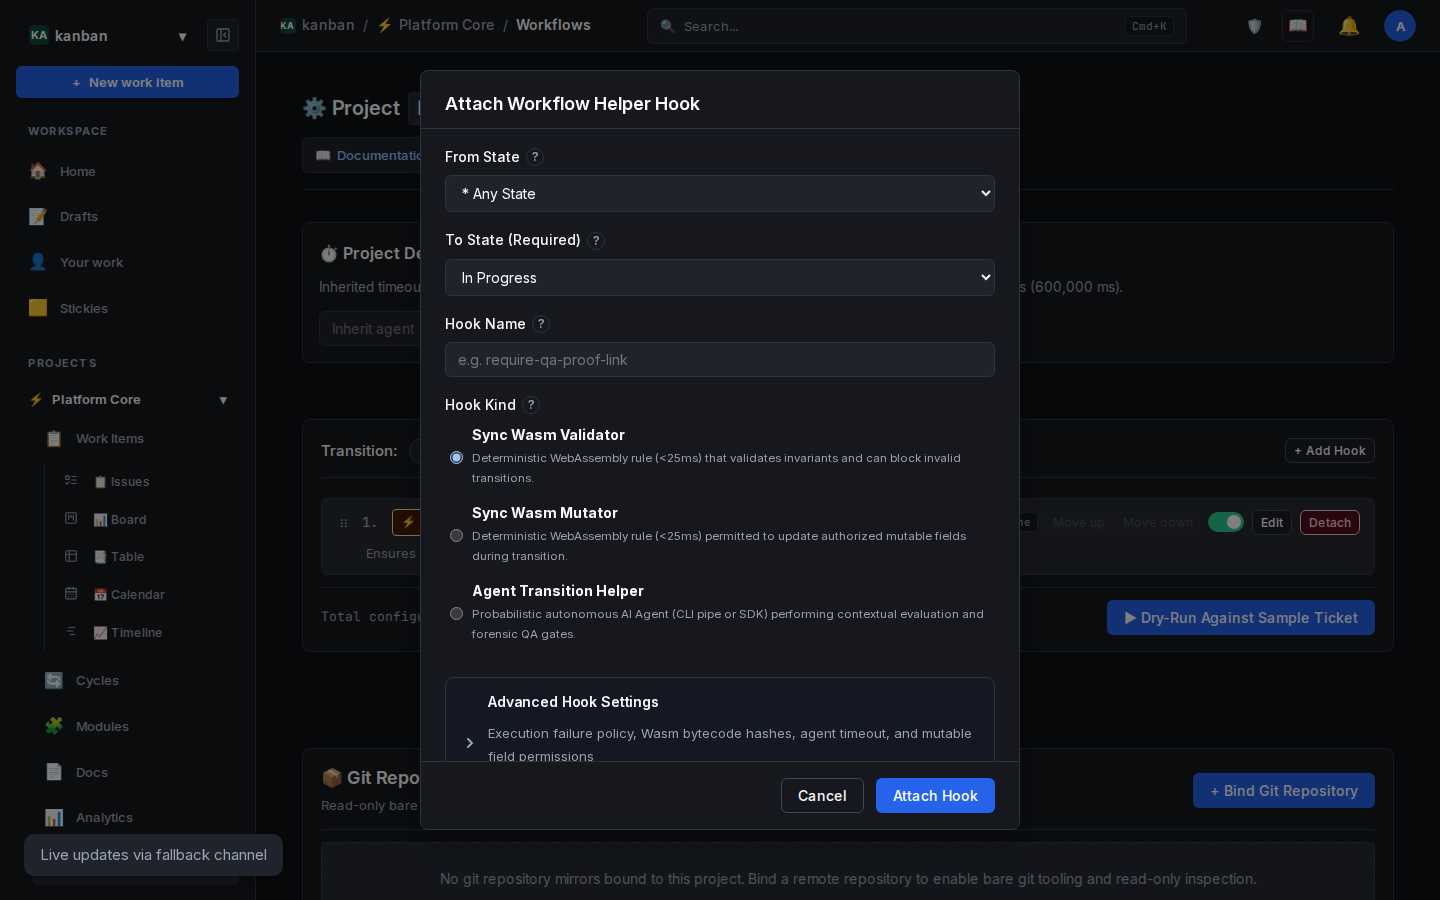 KA kanban ▾
+ New work item
WORKSPACE
Home
Drafts
Your work
Stickies
PROJECTS
Platform Core ▾
Work Items
Issues
Board
Table
Calendar
Timeline
Cycles
Modules
Docs
Analytics
Live updates via fallback channel
KA kanban / Platform Core / Workflows
Search... Cmd+K
A
Project
Documentatio
Project De
Inherited timeou
s (600,000 ms).
Inherit agent
Transition:
+ Add Hook
1.
Move up Move down Edit Detach
Ensures
Total configu
▶ Dry-Run Against Sample Ticket
Git Repo
Read-only bare
+ Bind Git Repository
No git repository mirrors bound to this project. Bind a remote repository to enable bare git tooling and read-only inspection.
Attach Workflow Helper Hook
From State ?
* Any State
To State (Required) ?
In Progress
Hook Name ?
e.g. require-qa-proof-link
Hook Kind ?
Sync Wasm Validator
Deterministic WebAssembly rule (<25ms) that validates invariants and can block invalid
transitions.
Sync Wasm Mutator
Deterministic WebAssembly rule (<25ms) permitted to update authorized mutable fields
during transition.
Agent Transition Helper
Probabilistic autonomous AI Agent (CLI pipe or SDK) performing contextual evaluation and
forensic QA gates.
Advanced Hook Settings
Execution failure policy, Wasm bytecode hashes, agent timeout, and mutable
field permissions
Cancel
Attach Hook